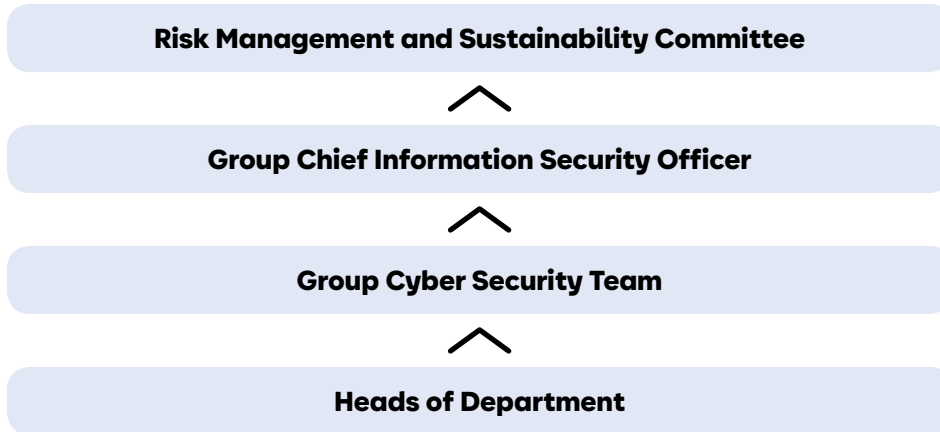 Risk Management and Sustainability Committee
Group Chief Information Security Officer
Group Cyber Security Team
Heads of Department